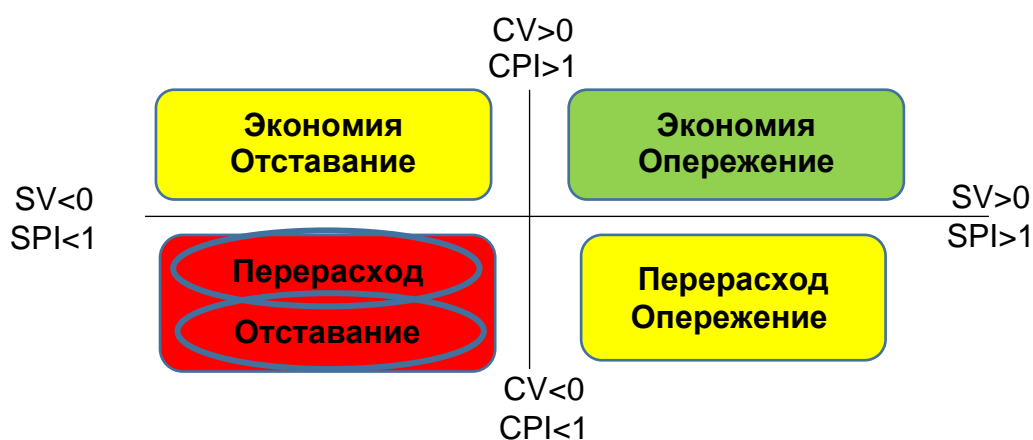 CV>0
CPI>1
Экономия
Отставание
Экономия
Опережение
SV<0
SPI<1
SV>0
SPI>1
Перерасход
Отставание
Перерасход
Опережение
CV<0
CPI<1